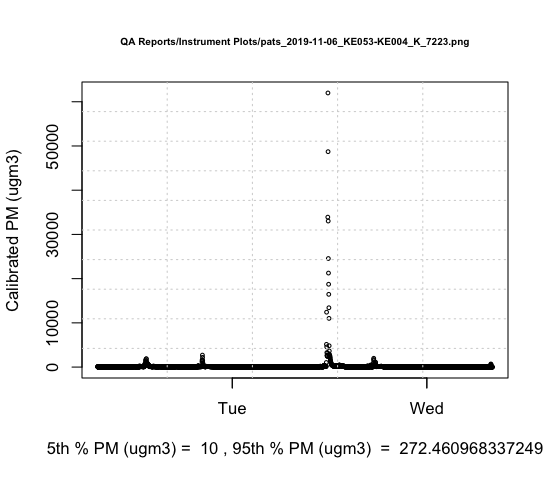 QA Reports/Instrument Plots/pats_2019-11-06_KE053-KE004_K_7223.png
Calibrated PM (ugm3)
50000
30000
10000
0
Tue Wed
5th % PM (ugm3) =  10 , 95th % PM (ugm3)  =  272.460968337249